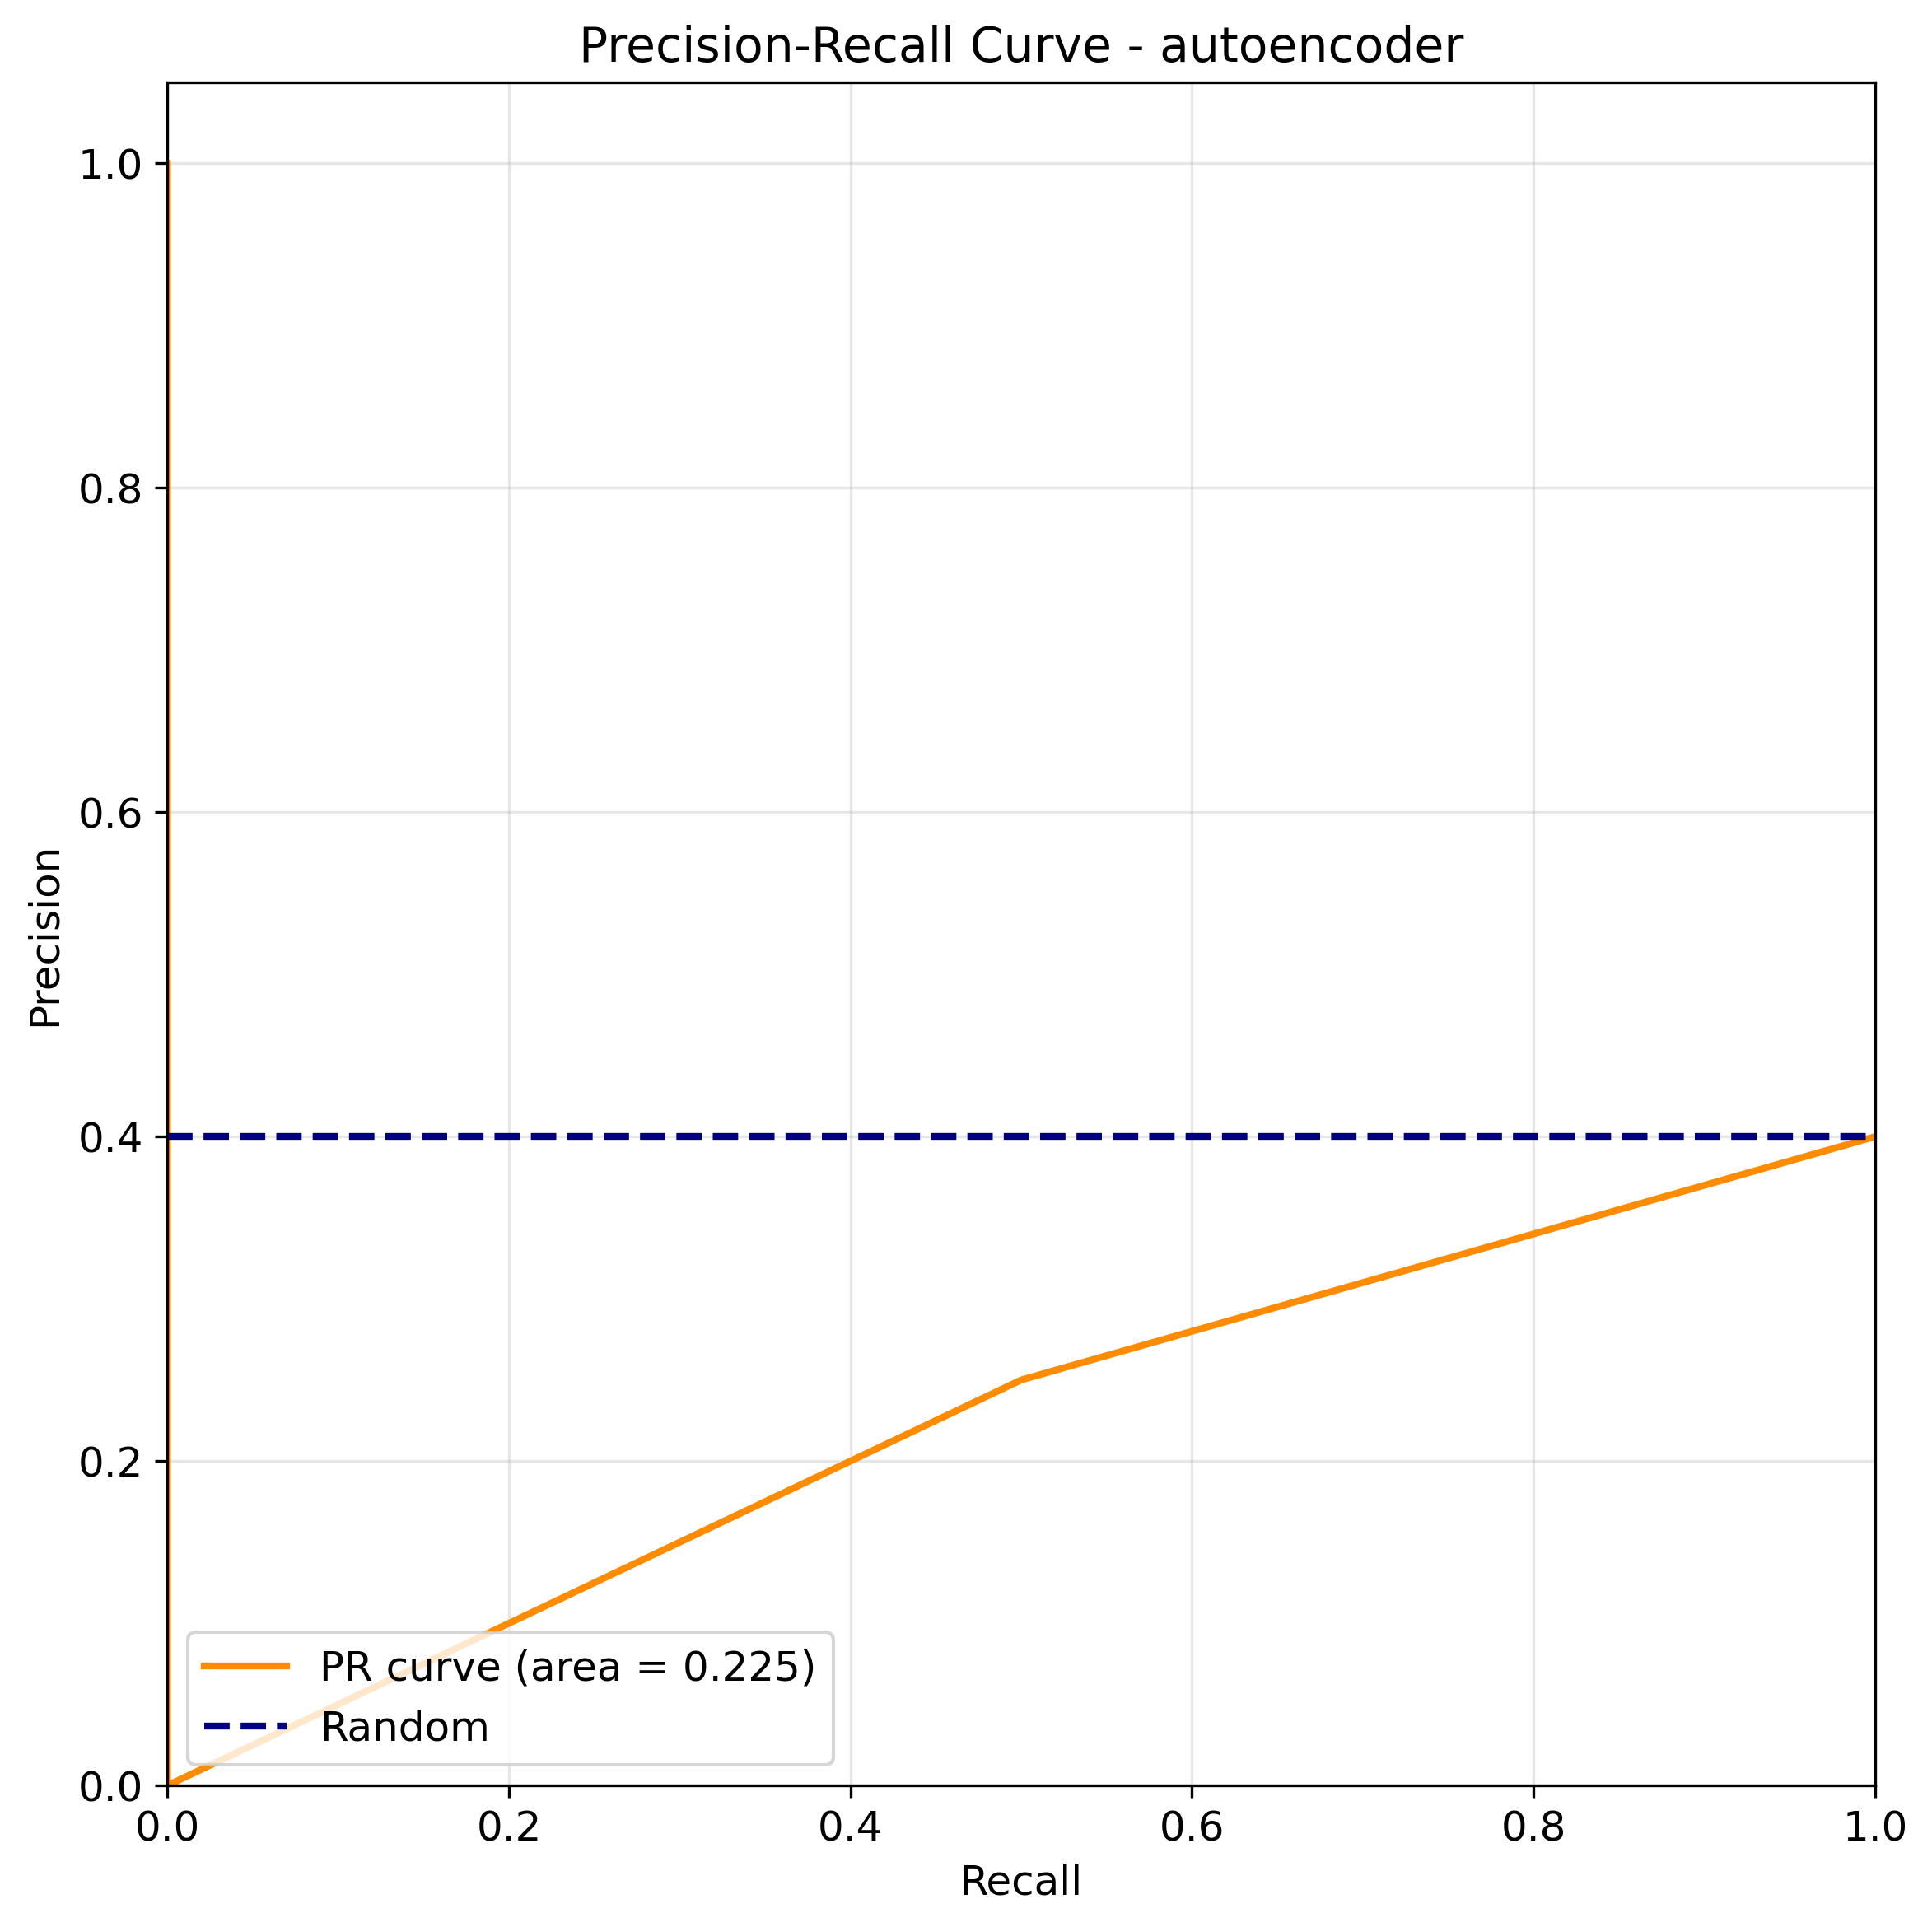 Precision-Recall Curve - autoencoder
1.0
0.8
0.6
0.4
0.2
0.0
Precision
PR curve (area = 0.225)
Random
0.0 0.2 0.4 0.6 0.8 1.0
Recall